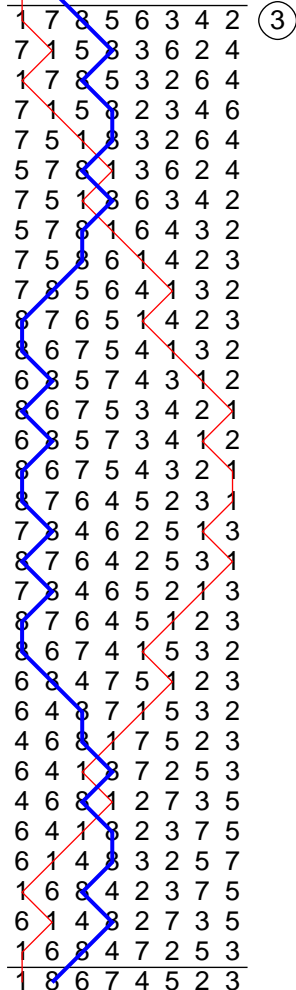 1 7 8 5 6 3 4 2 3
7 1 5 8 3 6 2 4
1 7 8 5 3 2 6 4
7 1 5 8 2 3 4 6
7 5 1 8 3 2 6 4
5 7 8 1 3 6 2 4
7 5 1 8 6 3 4 2
5 7 8 1 6 4 3 2
7 5 8 6 1 4 2 3
7 8 5 6 4 1 3 2
8 7 6 5 1 4 2 3
8 6 7 5 4 1 3 2
6 8 5 7 4 3 1 2
8 6 7 5 3 4 2 1
6 8 5 7 3 4 1 2
8 6 7 5 4 3 2 1
8 7 6 4 5 2 3 1
7 8 4 6 2 5 1 3
8 7 6 4 2 5 3 1
7 8 4 6 5 2 1 3
8 7 6 4 5 1 2 3
8 6 7 4 1 5 3 2
6 8 4 7 5 1 2 3
6 4 8 7 1 5 3 2
4 6 8 1 7 5 2 3
6 4 1 8 7 2 5 3
4 6 8 1 2 7 3 5
6 4 1 8 2 3 7 5
6 1 4 8 3 2 5 7
1 6 8 4 2 3 7 5
6 1 4 8 2 7 3 5
1 6 8 4 7 2 5 3
1 8 6 7 4 5 2 3